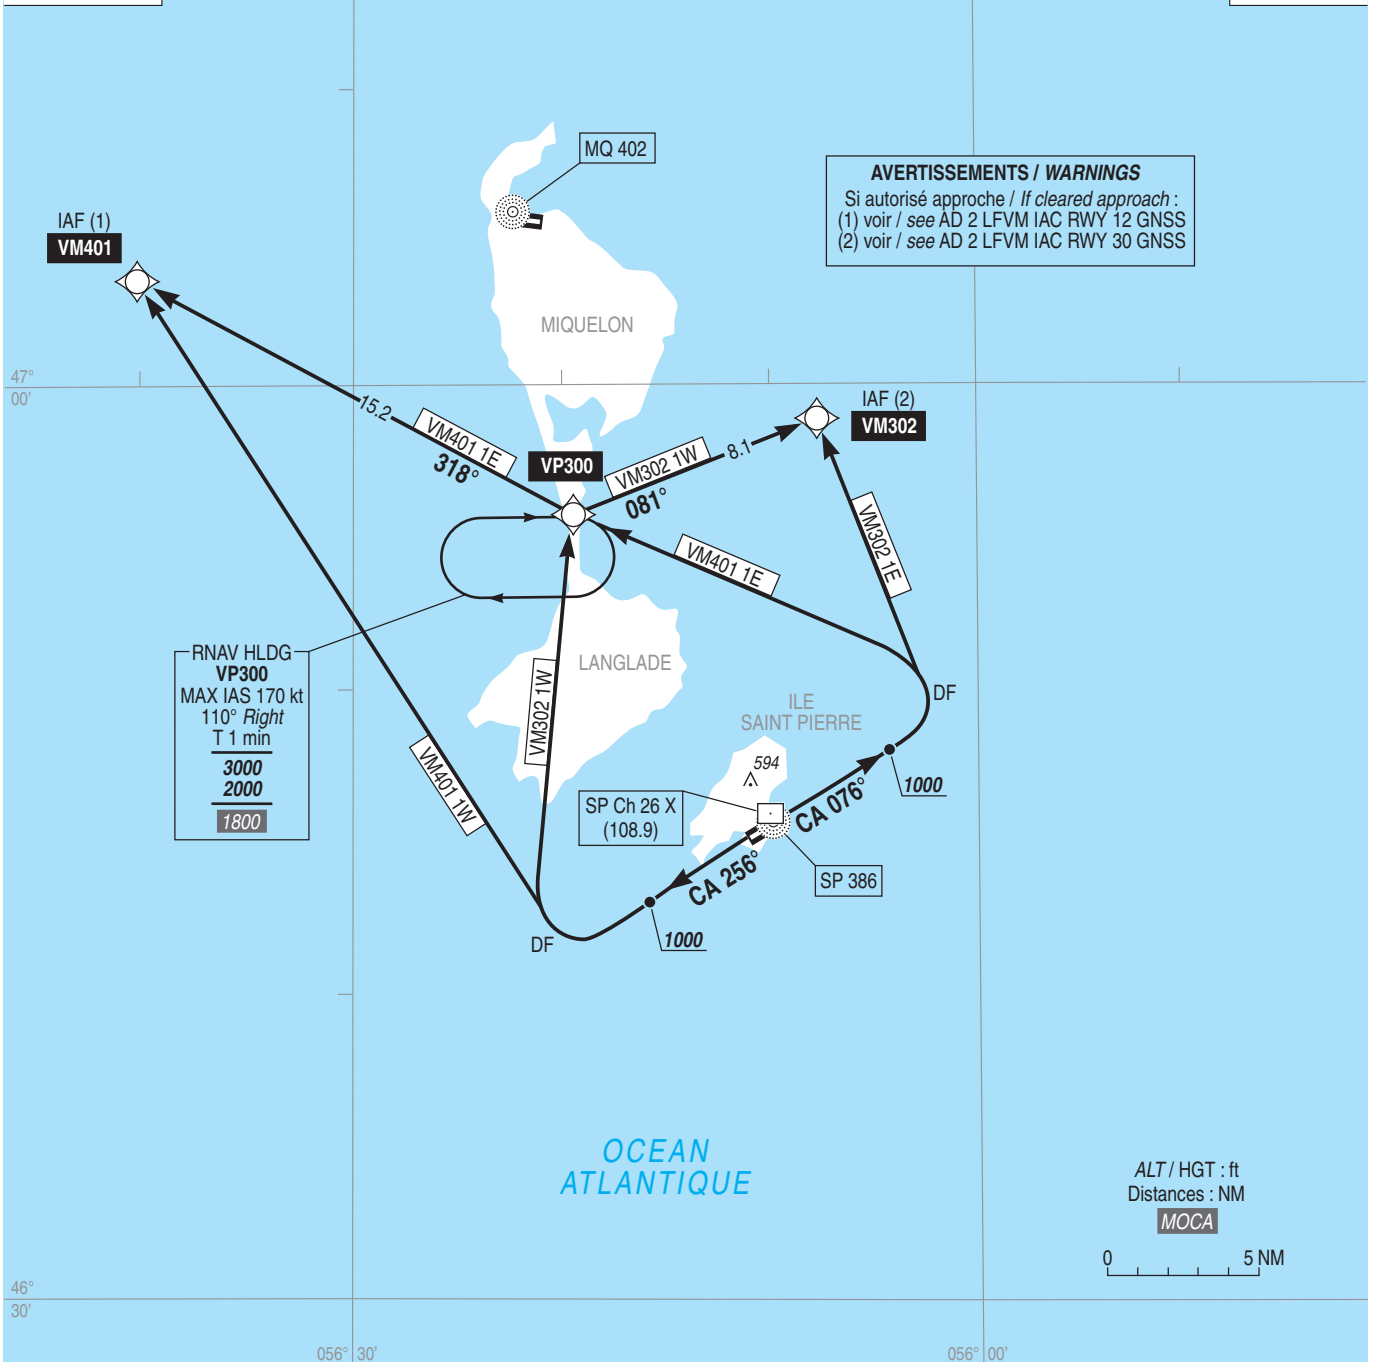 MQ 402
AVERTISSEMENTS / WARNINGS
Si autorisé approche / If cleared approach :
(1) voir / see AD 2 LFVM IAC RWY 12 GNSS
(2) voir / see AD 2 LFVM IAC RWY 30 GNSS
IAF (1)
VM401
MIQUELON
47°
00'
15.2
VM401 1E
318°
VP300
VM302 1W
081°
8.1
IAF (2)
VM302
VM401 1E
VM302 1E
RNAV HLDG
VP300
MAX IAS 170 kt
110° Right
T 1 min
3000
2000
1800
LANGLADE
VM302 1W
VM401 1W
ILE
SAINT PIERRE
DF
594
1000
SP Ch 26 X
(108.9)
CA 076°
CA 256°
SP 386
1000
DF
OCEAN
ATLANTIQUE
ALT / HGT : ft
Distances : NM
MOCA
0
5 NM
46°
30'
056° 30'
056° 00'